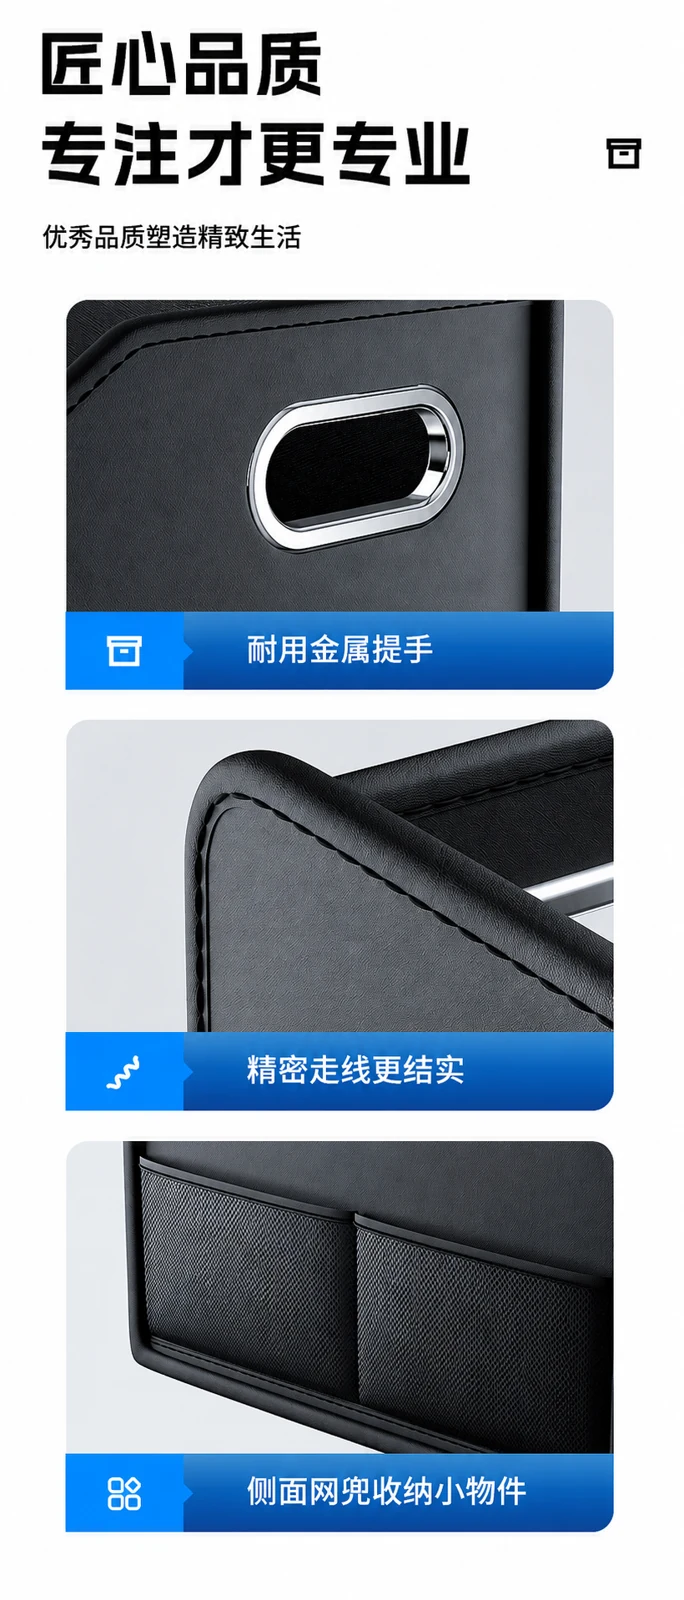 匠心品质
专注才更专业
优秀品质塑造精致生活
耐用金属提手
精密走线更结实
侧面网兜收纳小物件